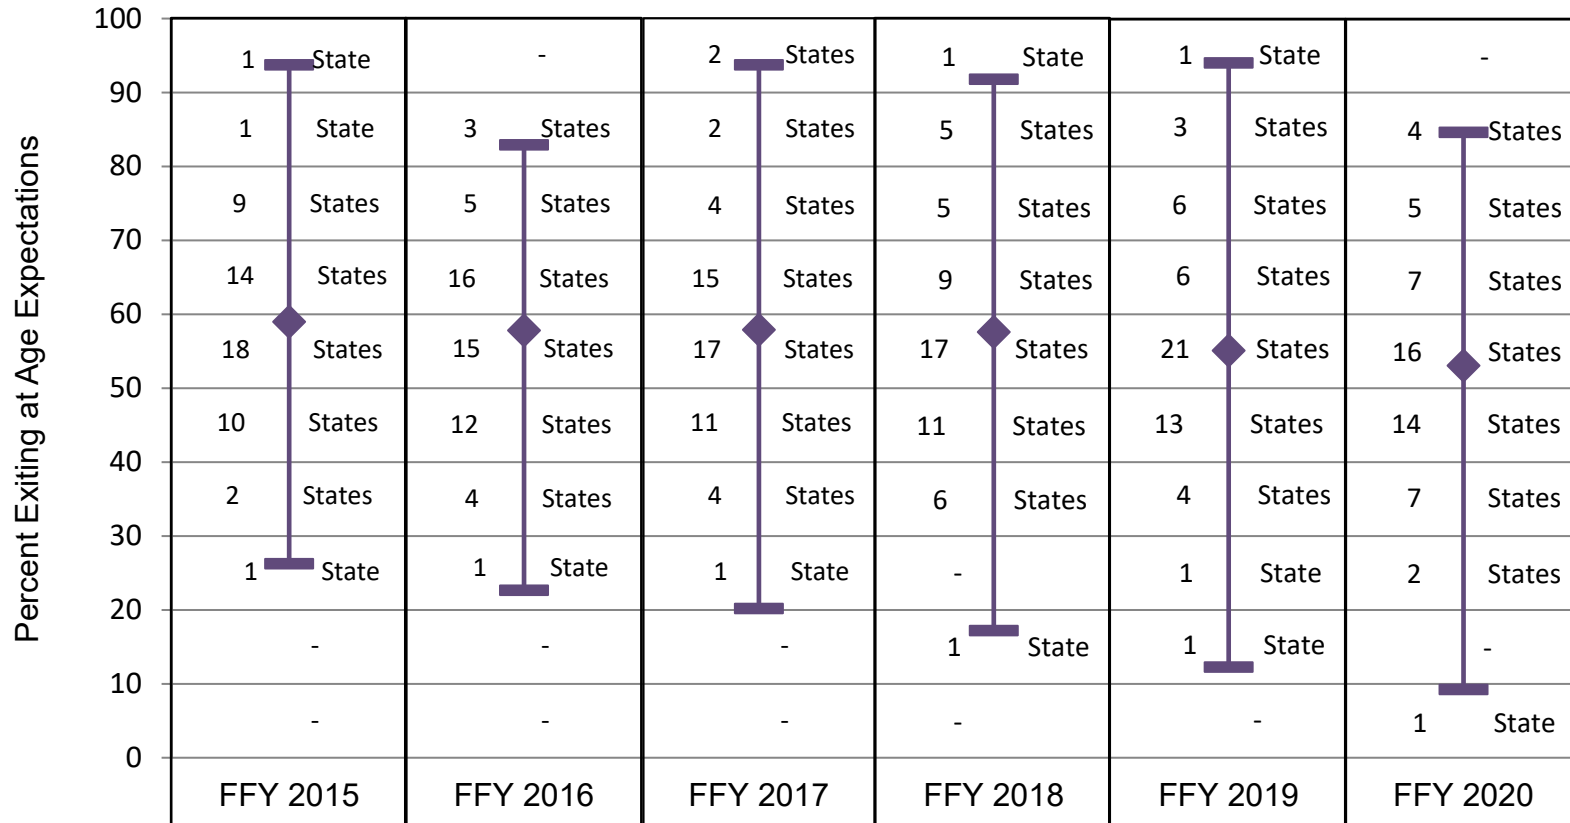 Percent Exiting at Age Expectations
100
1 State - 2 States 1 State 1 State -
90
1 State 3 States 2 States 5 States 3 States 4 States
80
9 States 5 States 4 States 5 States 6 States 5 States
70
14 States 16 States 15 States 9 States 6 States 7 States
60
18 States 15 States 17 States 17 States 21 States 16 States
50
10 States 12 States 11 States 11 States 13 States 14 States
40
2 States 4 States 4 States 6 States 4 States 7 States
30
1 State 1 State 1 State - 1 State 2 States
20
- - - 1 State 1 State -
10
- - - - - 1 State
0
FFY 2015 FFY 2016 FFY 2017 FFY 2018 FFY 2019 FFY 2020